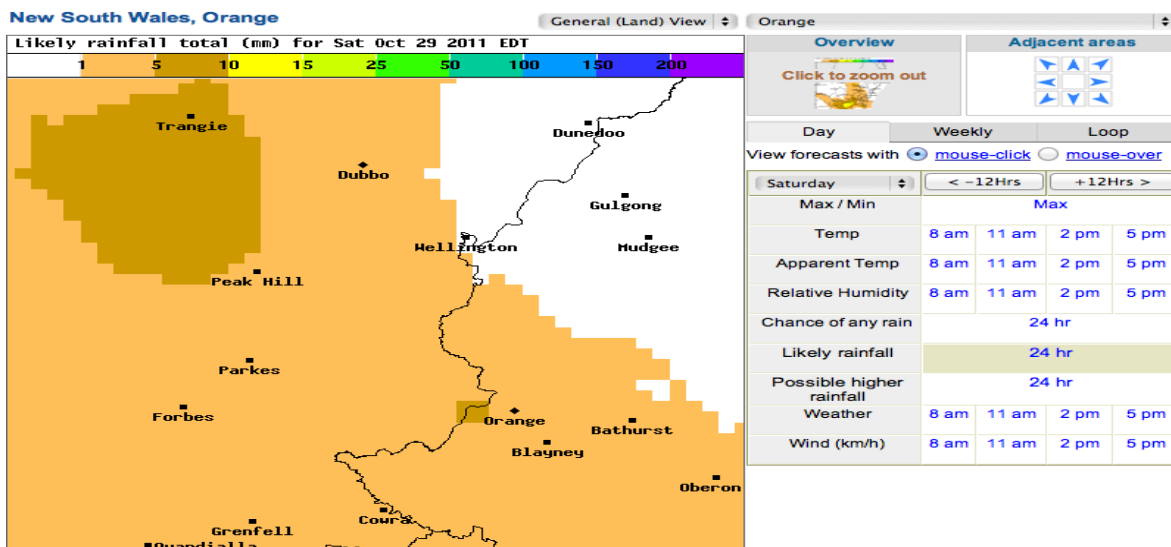 New South Wales, Orange
General (Land) View
Orange
Likely rainfall total (mm) for Sat Oct 29 2011 EDT
1 5 10 15 25 50 100 150 200
Overview
Click to zoom out
Adjacent areas
Trangie
Dunedoo
Dubbo
Gulgong
Wellington
Mudgee
Peak Hill
Parkes
Forbes
Orange
Bathurst
Blayney
Oberon
Cowra
Grenfell
Quandialla
Day Weekly Loop
View forecasts with mouse-click mouse-over
Saturday < -12Hrs +12Hrs >
Max / Min Max
Temp 8 am 11 am 2 pm 5 pm
Apparent Temp 8 am 11 am 2 pm 5 pm
Relative Humidity 8 am 11 am 2 pm 5 pm
Chance of any rain 24 hr
Likely rainfall 24 hr
Possible higher
rainfall 24 hr
Weather 8 am 11 am 2 pm 5 pm
Wind (km/h) 8 am 11 am 2 pm 5 pm